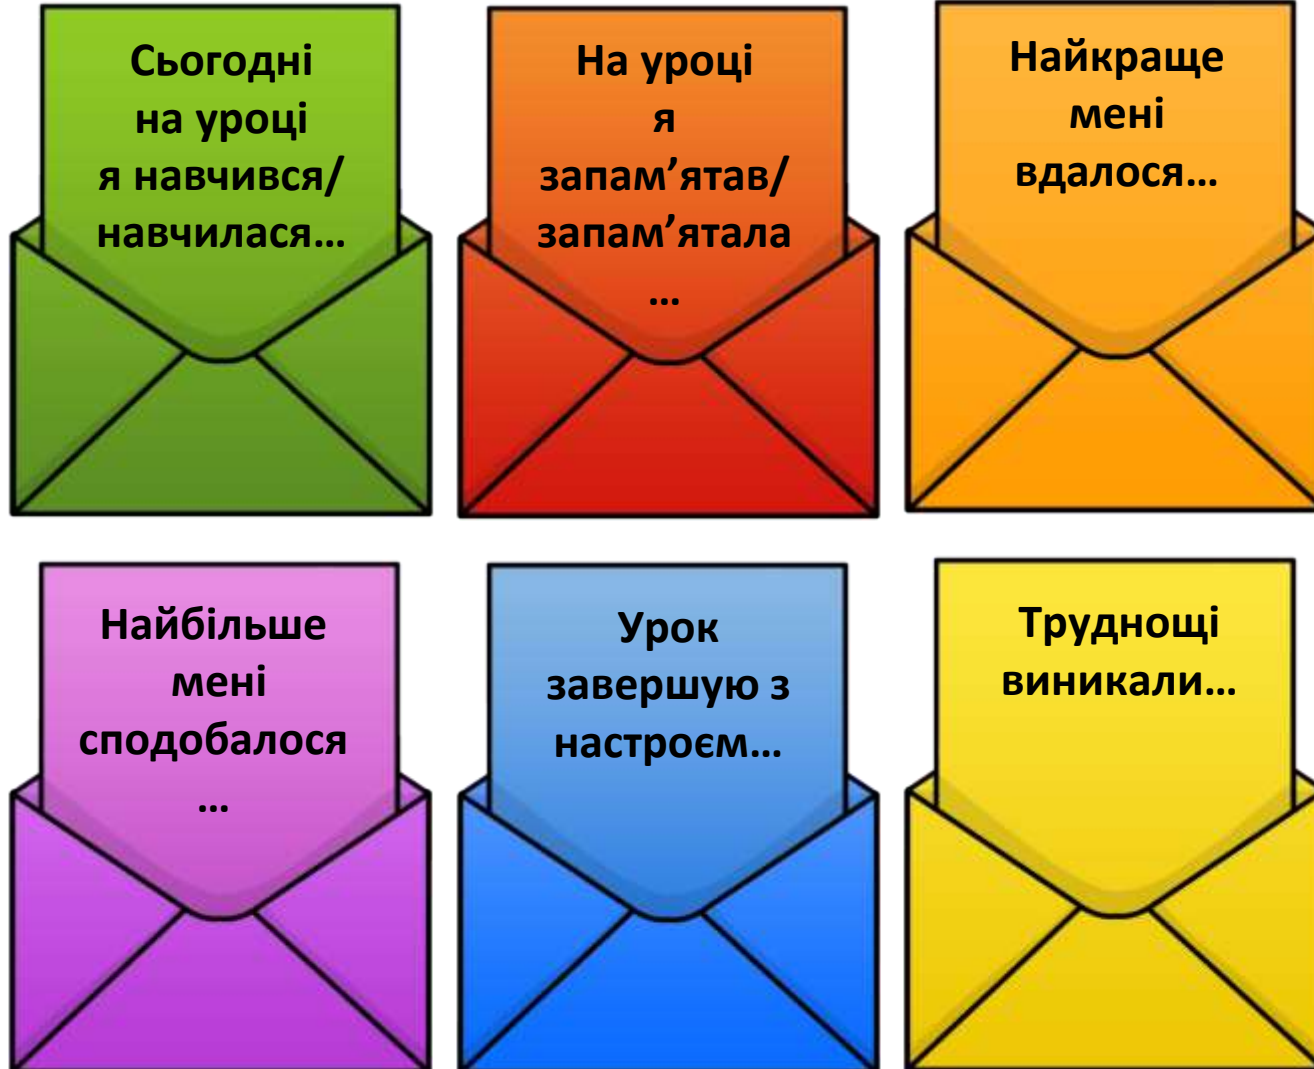 Сьогодні
на уроці
я навчився/
навчилася…
На уроці
я
запам’ятав/
запам’ятала
…
Найкраще
мені
вдалося…
Найбільше
мені
сподобалося
…
Урок
завершую з
настроєм…
Труднощі
виникали…